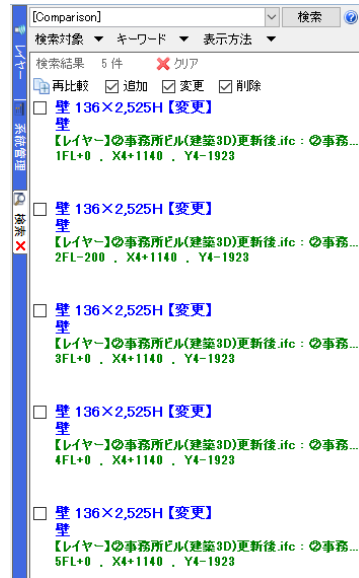 [Comparison]
検索
検索対象 ▼ キーワード ▼ 表示方法 ▼
検索結果 5 件 クリア
再比較 追加 変更 削除
壁 136×2,525H【変更】
壁
【レイヤー】②事務所ビル(建築3D)更新後.ifc：②事務...
1FL+0 . X4+1140 . Y4-1923
壁 136×2,525H【変更】
壁
【レイヤー】②事務所ビル(建築3D)更新後.ifc：②事務...
2FL-200 . X4+1140 . Y4-1923
壁 136×2,525H【変更】
壁
【レイヤー】②事務所ビル(建築3D)更新後.ifc：②事務...
3FL+0 . X4+1140 . Y4-1923
壁 136×2,525H【変更】
壁
【レイヤー】②事務所ビル(建築3D)更新後.ifc：②事務...
4FL+0 . X4+1140 . Y4-1923
壁 136×2,525H【変更】
壁
【レイヤー】②事務所ビル(建築3D)更新後.ifc：②事務...
5FL+0 . X4+1140 . Y4-1923
レイヤー
系統管理
検索